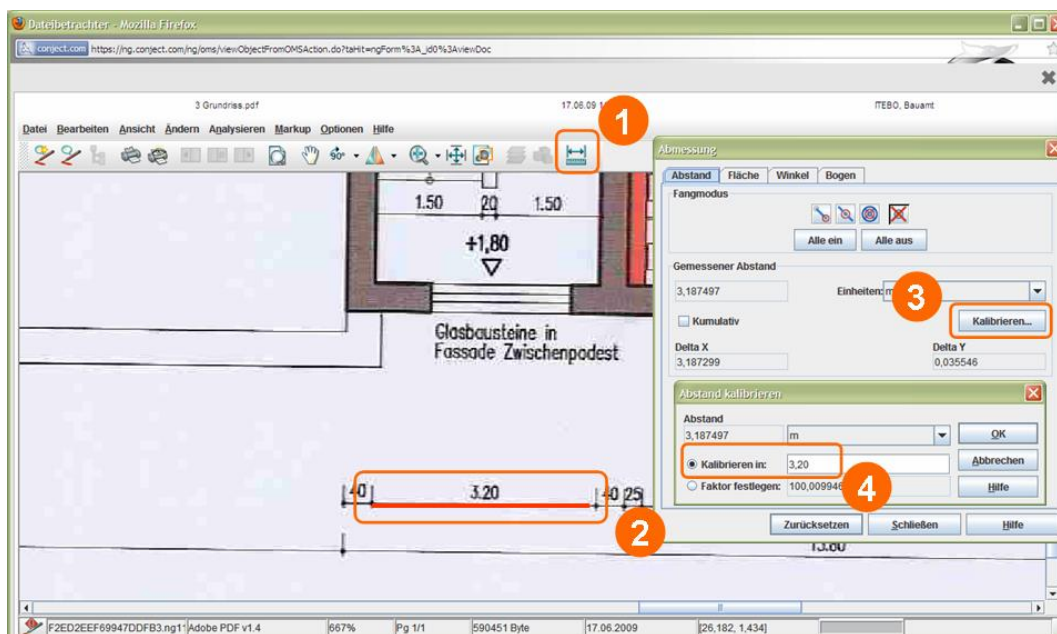 Dateibetrachter - Mozilla Firefox
conject.com https://ng.conject.com/ng/oms/viewObjectFromOMSAction.do?taHit=ngForm%3A_id0%3AviewDoc
3 Grundriss.pdf 17.06.09 ITEBO, Bauamt
1
Datei Bearbeiten Ansicht Ändern Analysieren Markup Optionen Hilfe
90°
Abmessung
Abstand Fläche Winkel Bogen
Fangmodus
Alle ein Alle aus
Gemessener Abstand
3,187497 Einheiten: m
3
Kumulativ Kalibrieren...
Delta X Delta Y
3,187299 0,035546
Abstand kalibrieren
Abstand
3,187497 m OK
Kalibrieren in: 3,20 Abbrechen
Faktor festlegen: 100,009946 Hilfe
4
Zurücksetzen Schließen Hilfe
1.50 20 1.50
+1,80
Glasbausteine in
Fassade Zwischenpodest
40 3.20 40 25
2
13.60
F2ED2EEF69947DDFB3.ng11 Adobe PDF v1.4 667% Pg 1/1 590451 Byte 17.06.2009 [26,182, 1,434]